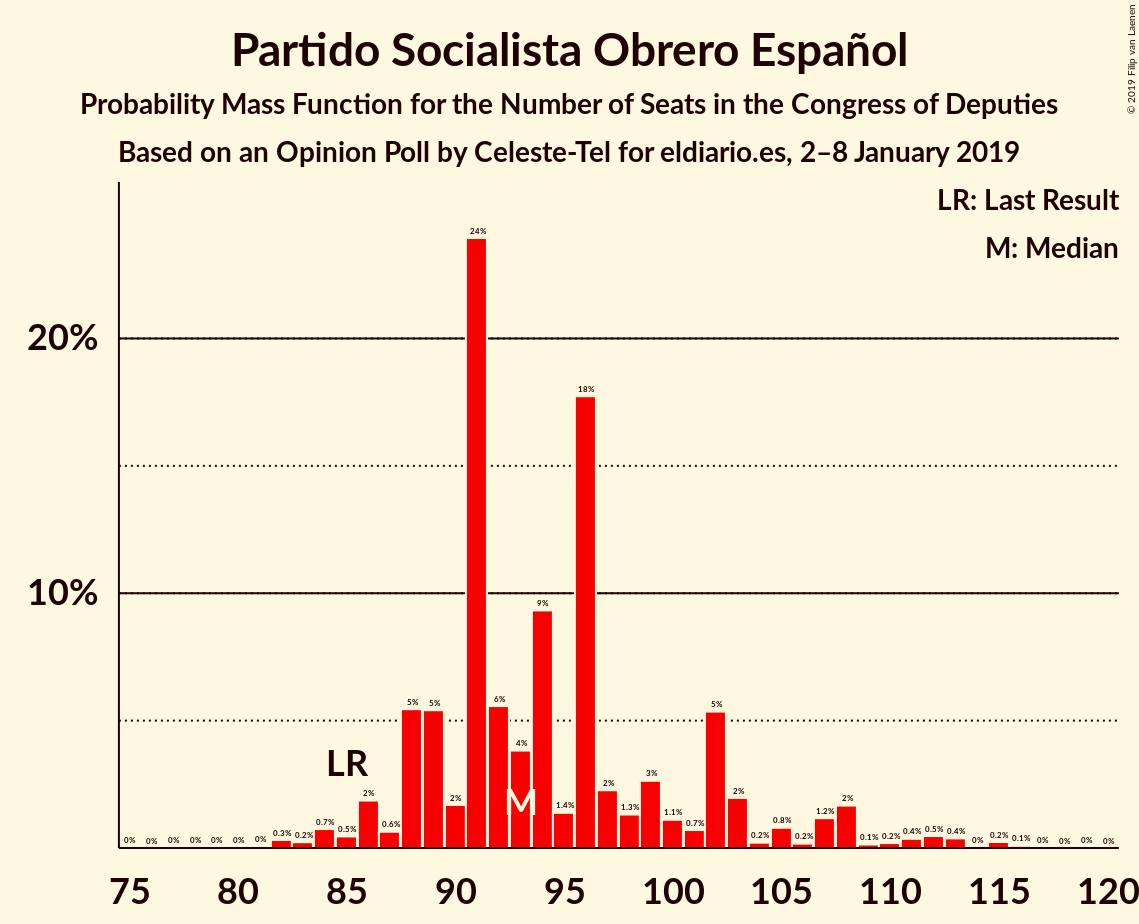 Partido Socialista Obrero Español
Probability Mass Function for the Number of Seats in the Congress of Deputies
Based on an Opinion Poll by Celeste-Tel for eldiario.es, 2–8 January 2019
© 2019 Filip van Laenen
LR: Last Result
M: Median
20%
10%
0% 0% 0% 0% 0% 0% 0% 0.3% 0.2% 0.7% 0.5% 2% 0.6% 5% 5% 2% 24% 6% 4% 9% 1.4% 18% 2% 1.3% 3% 1.1% 0.7% 5% 2% 0.2% 0.8% 0.2% 1.2% 2% 0.1% 0.2% 0.4% 0.5% 0.4% 0% 0.2% 0.1% 0% 0% 0% 0%
LR
M
75 80 85 90 95 100 105 110 115 120